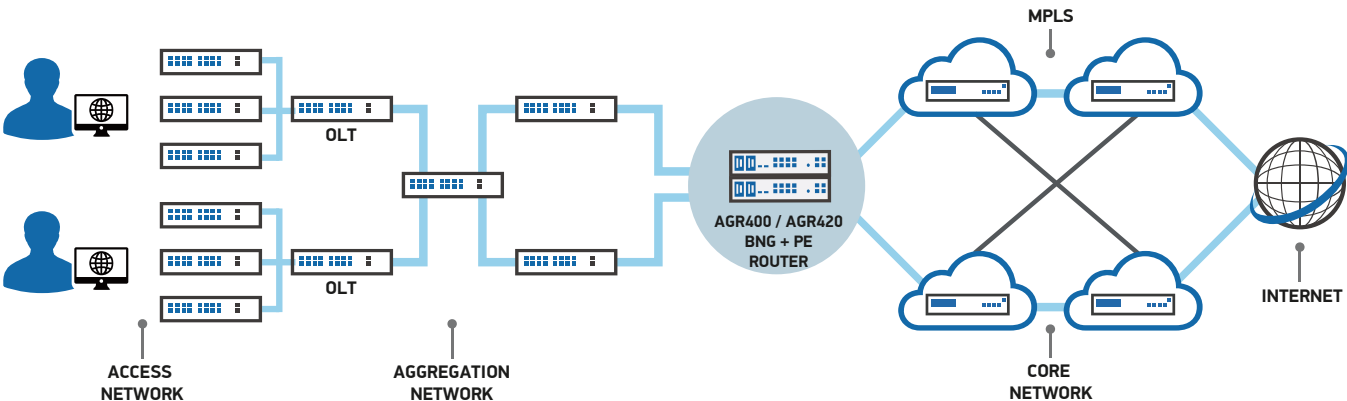 MPLS
OLT
OLT
AGR400 / AGR420
BNG + PE
ROUTER
INTERNET
ACCESS
NETWORK
AGGREGATION
NETWORK
CORE
NETWORK